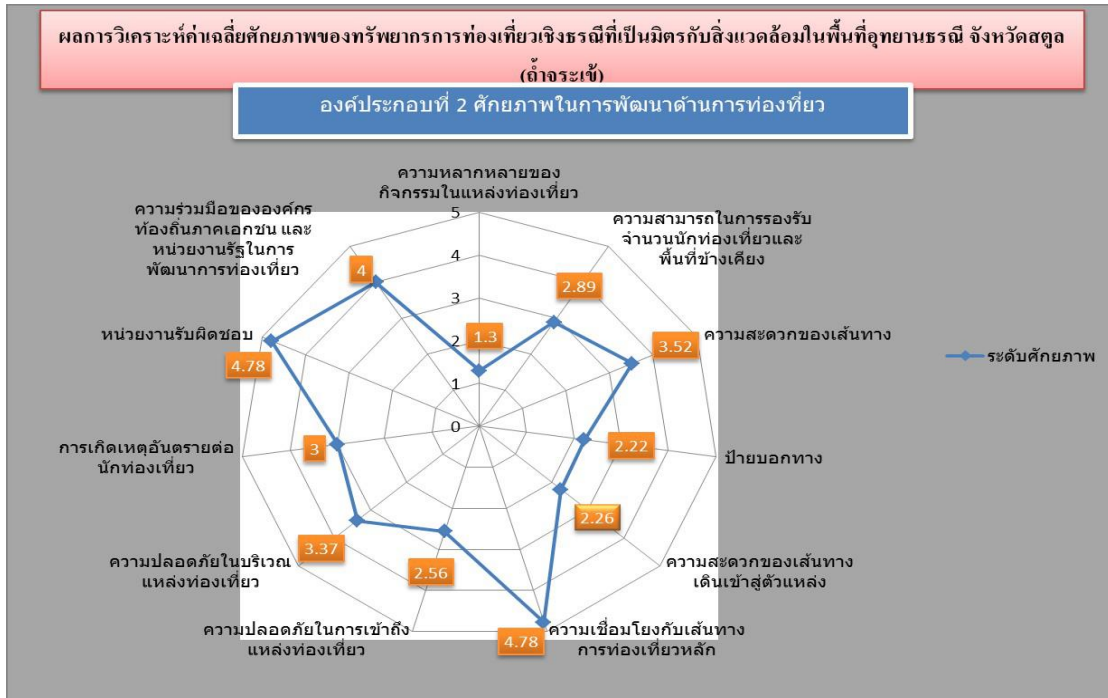 ผลการวิเคราะห์ค่าเฉลี่ยศักยภาพของทรัพยากรการท่องเที่ยวเชิงธรณีที่เป็นมิตรกับสิ่งแวดล้อมในพื้นที่อุทยานธรณี จังหวัดสตูล
(ถ้ำจระเข้)
องค์ประกอบที่ 2 ศักยภาพในการพัฒนาด้านการท่องที่ยว
ความหลากหลายของ
กิจกรรมในแหล่งท่องเที่ยว
ความสามารถในการรองรับ
จำนวนนักท่องเที่ยวและ
พื้นที่ข้างเคียง
ความสะดวกของเส้นทาง
ป้ายบอกทาง
ความสะดวกของเส้นทาง
เดินเข้าสู่ตัวแหล่ง
ความเชื่อมโยงกับเส้นทาง
การท่องเที่ยวหลัก
ความปลอดภัยในการเข้าถึง
แหล่งท่องเที่ยว
ความปลอดภัยในบริเวณ
แหล่งท่องเที่ยว
การเกิดเหตุอันตรายต่อ
นักท่องเที่ยว
หน่วยงานรับผิดชอบ
ความร่วมมือขององค์กร
ท้องถิ่นภาคเอกชน และ
หน่วยงานรัฐในการ
พัฒนาการท่องเที่ยว
5
4
3
2
1
0
1.3
2.89
3.52
2.22
2.26
4.78
2.56
3.37
3
4.78
4
ระดับศักยภาพ